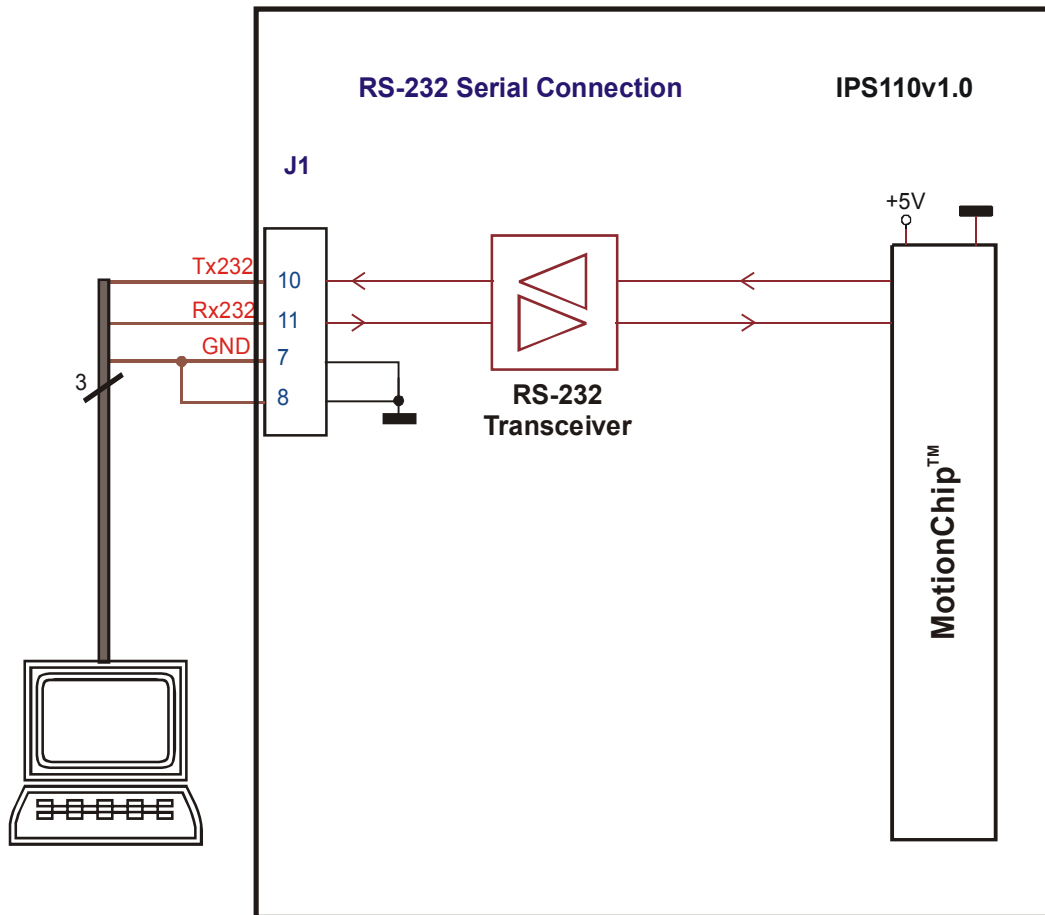 RS-232 Serial Connection
IPS110v1.0
J1
+5V
Tx232
10
Rx232
11
GND
7
3
8
RS-232
Transceiver
MotionChip™